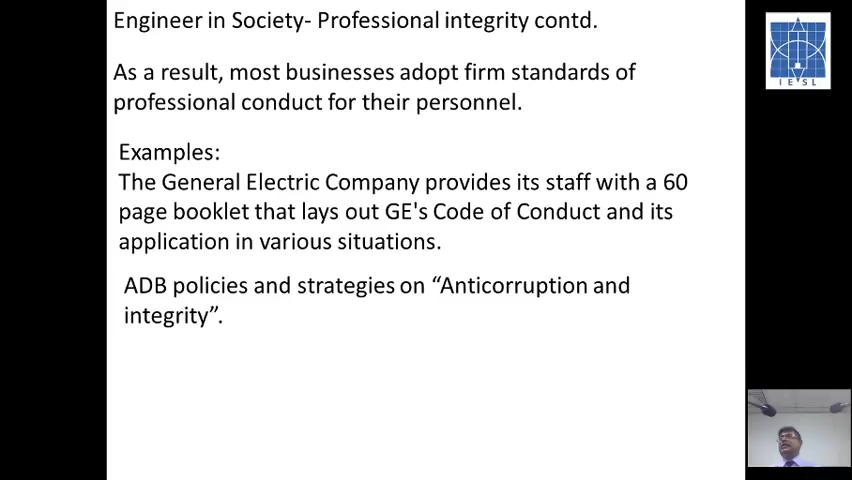 Engineer in Society- Professional integrity contd.
As a result, most businesses adopt firm standards of
professional conduct for their personnel.
Examples:
The General Electric Company provides its staff with a 60
page booklet that lays out GE's Code of Conduct and its
application in various situations.
ADB policies and strategies on “Anticorruption and
integrity”.
I E S L